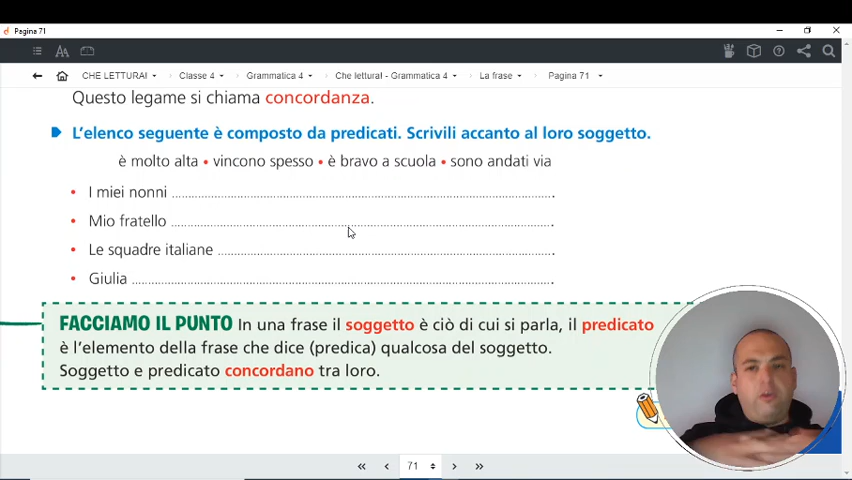 Pagina 71
CHE LETTURA! Classe 4 Grammatica 4 Che lettura! - Grammatica 4 La frase Pagina 71
Questo legame si chiama concordanza.
L'elenco seguente è composto da predicati. Scrivili accanto al loro soggetto.
è molto alta • vincono spesso • è bravo a scuola • sono andati via
• I miei nonni ..........
• Mio fratello ..........
• Le squadre italiane ..........
• Giulia ..........
FACCIAMO IL PUNTO In una frase il soggetto è ciò di cui si parla, il predicato
è l'elemento della frase che dice (predica) qualcosa del soggetto.
Soggetto e predicato concordano tra loro.
71